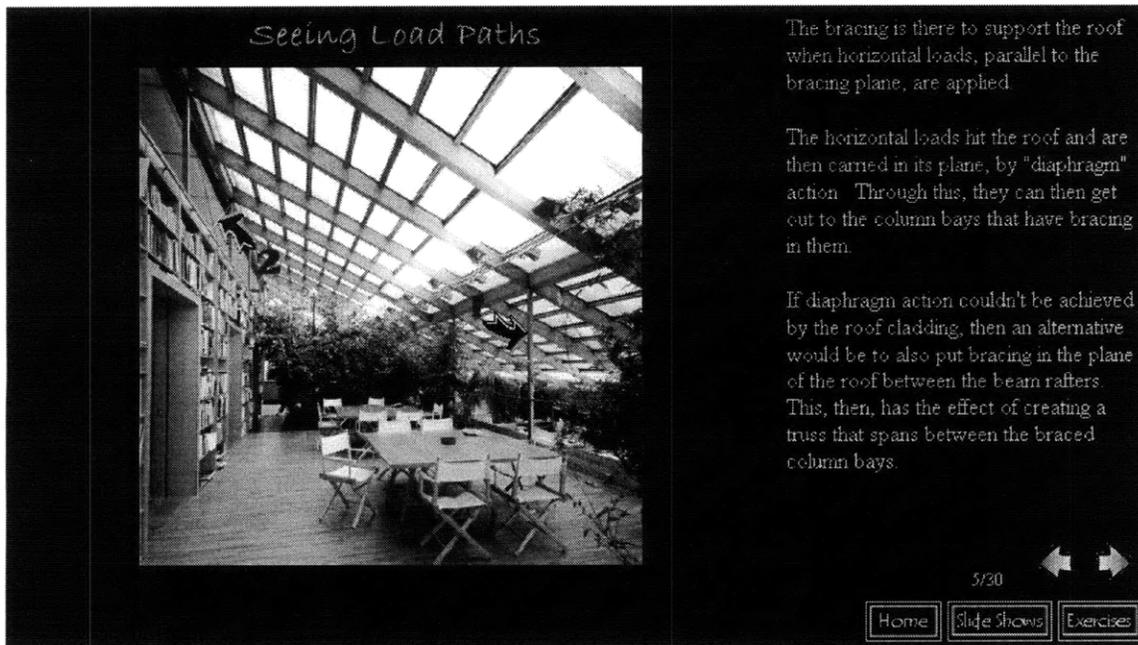 Seeing Load Paths
The bracing is there to support the roof
when horizontal loads, parallel to the
bracing plane, are applied.
The horizontal loads hit the roof and are
then carried in its plane, by "diaphragm"
action. Through this, they can then get
out to the column bays that have bracing
in them.
If diaphragm action couldn't be achieved
by the roof cladding, then an alternative
would be to also put bracing in the plane
of the roof between the beam rafters.
This, then, has the effect of creating a
truss that spans between the braced
column bays.
2
5/30
Home
Slide Shows
Exercises